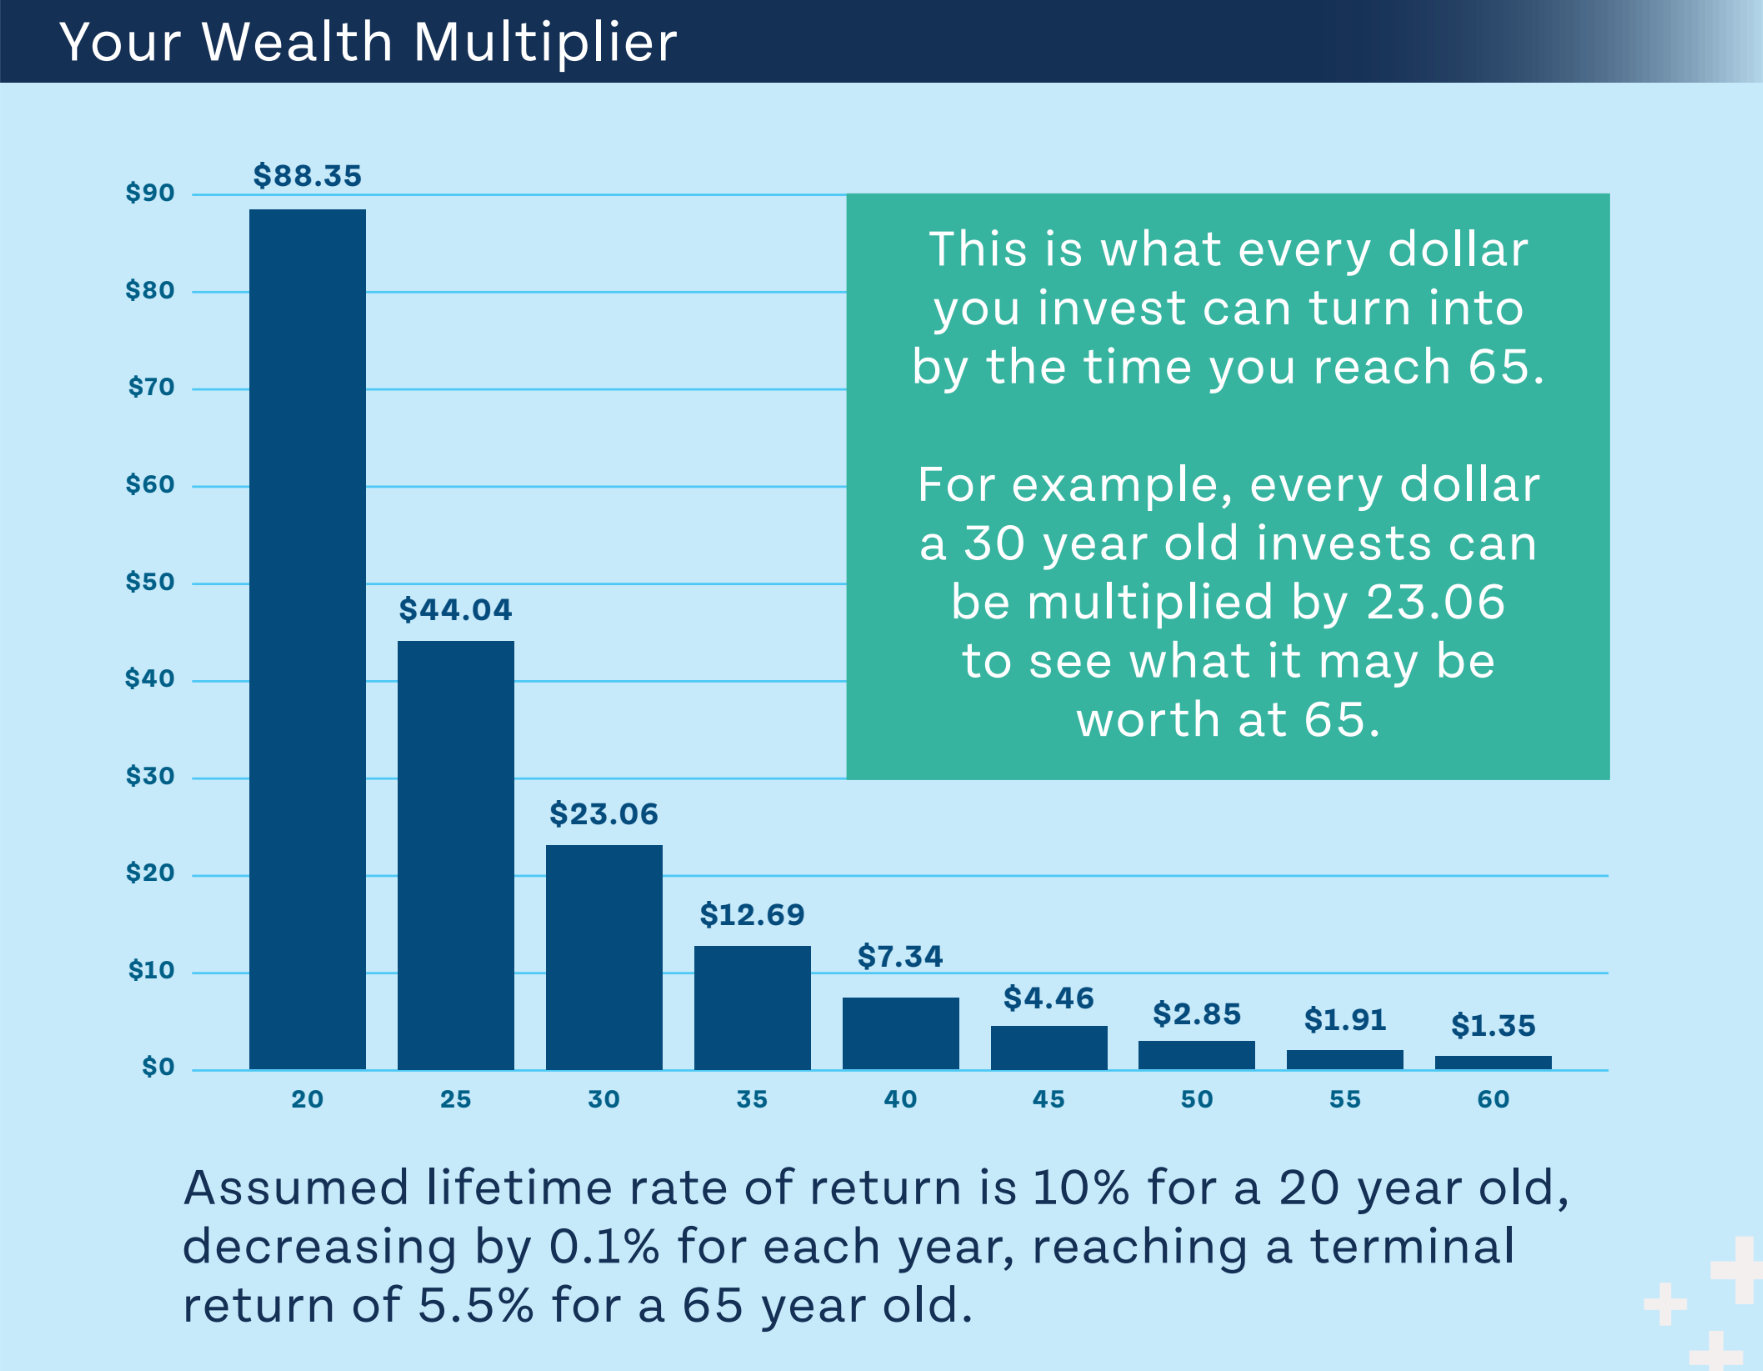 Your Wealth Multiplier
$90
$80
$70
$60
$50
$40
$30
$20
$10
$0
$88.35
$44.04
$23.06
$12.69
$7.34
$4.46
$2.85
$1.91
$1.35
This is what every dollar
you invest can turn into
by the time you reach 65.
For example, every dollar
a 30 year old invests can
be multiplied by 23.06
to see what it may be
worth at 65.
20 25 30 35 40 45 50 55 60
Assumed lifetime rate of return is 10% for a 20 year old,
decreasing by 0.1% for each year, reaching a terminal
return of 5.5% for a 65 year old.